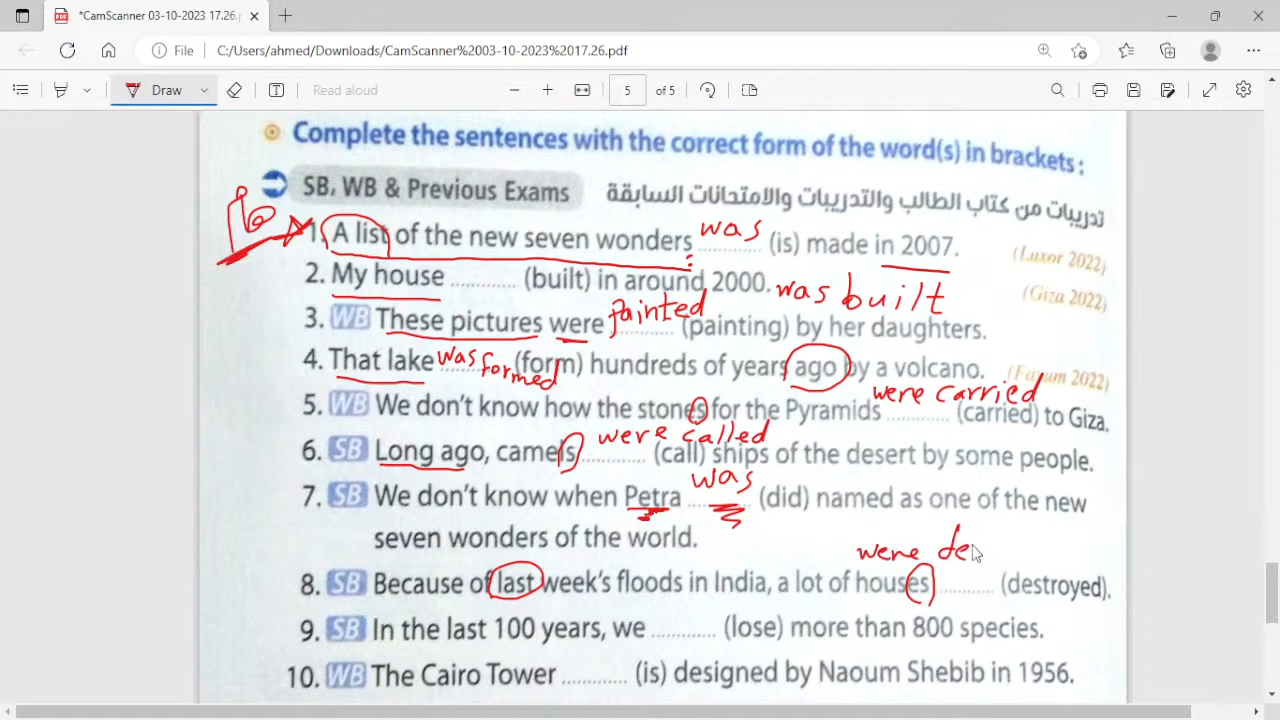 *CamScanner 03-10-2023 17.26.p
File C:/Users/ahmed/Downloads/CamScanner%2003-10-2023%2017.26.pdf
Draw Read aloud 5 of 5
Complete the sentences with the correct form of the word(s) in brackets:
SB, WB & Previous Exams تدريبات من كتاب الطالب والتدريبات والامتحانات السابقة
1. A list of the new seven wonders ............ was (is) made in 2007. (Luxor 2022)
2. My house ............ (built) in around 2000. was built (Giza 2022)
3. WB These pictures were ............ painted (painting) by her daughters.
4. That lake ............ was formed (form) hundreds of years ago by a volcano. (Fayum 2022)
5. WB We don't know how the stones for the Pyramids ............ were carried (carried) to Giza.
6. SB Long ago, camels ............ were called (call) ships of the desert by some people.
7. SB We don't know when Petra ............ was (did) named as one of the new
seven wonders of the world.
were de
8. SB Because of last week's floods in India, a lot of houses ............ (destroyed).
9. SB In the last 100 years, we ............ (lose) more than 800 species.
10. WB The Cairo Tower ............ (is) designed by Naoum Shebib in 1956.